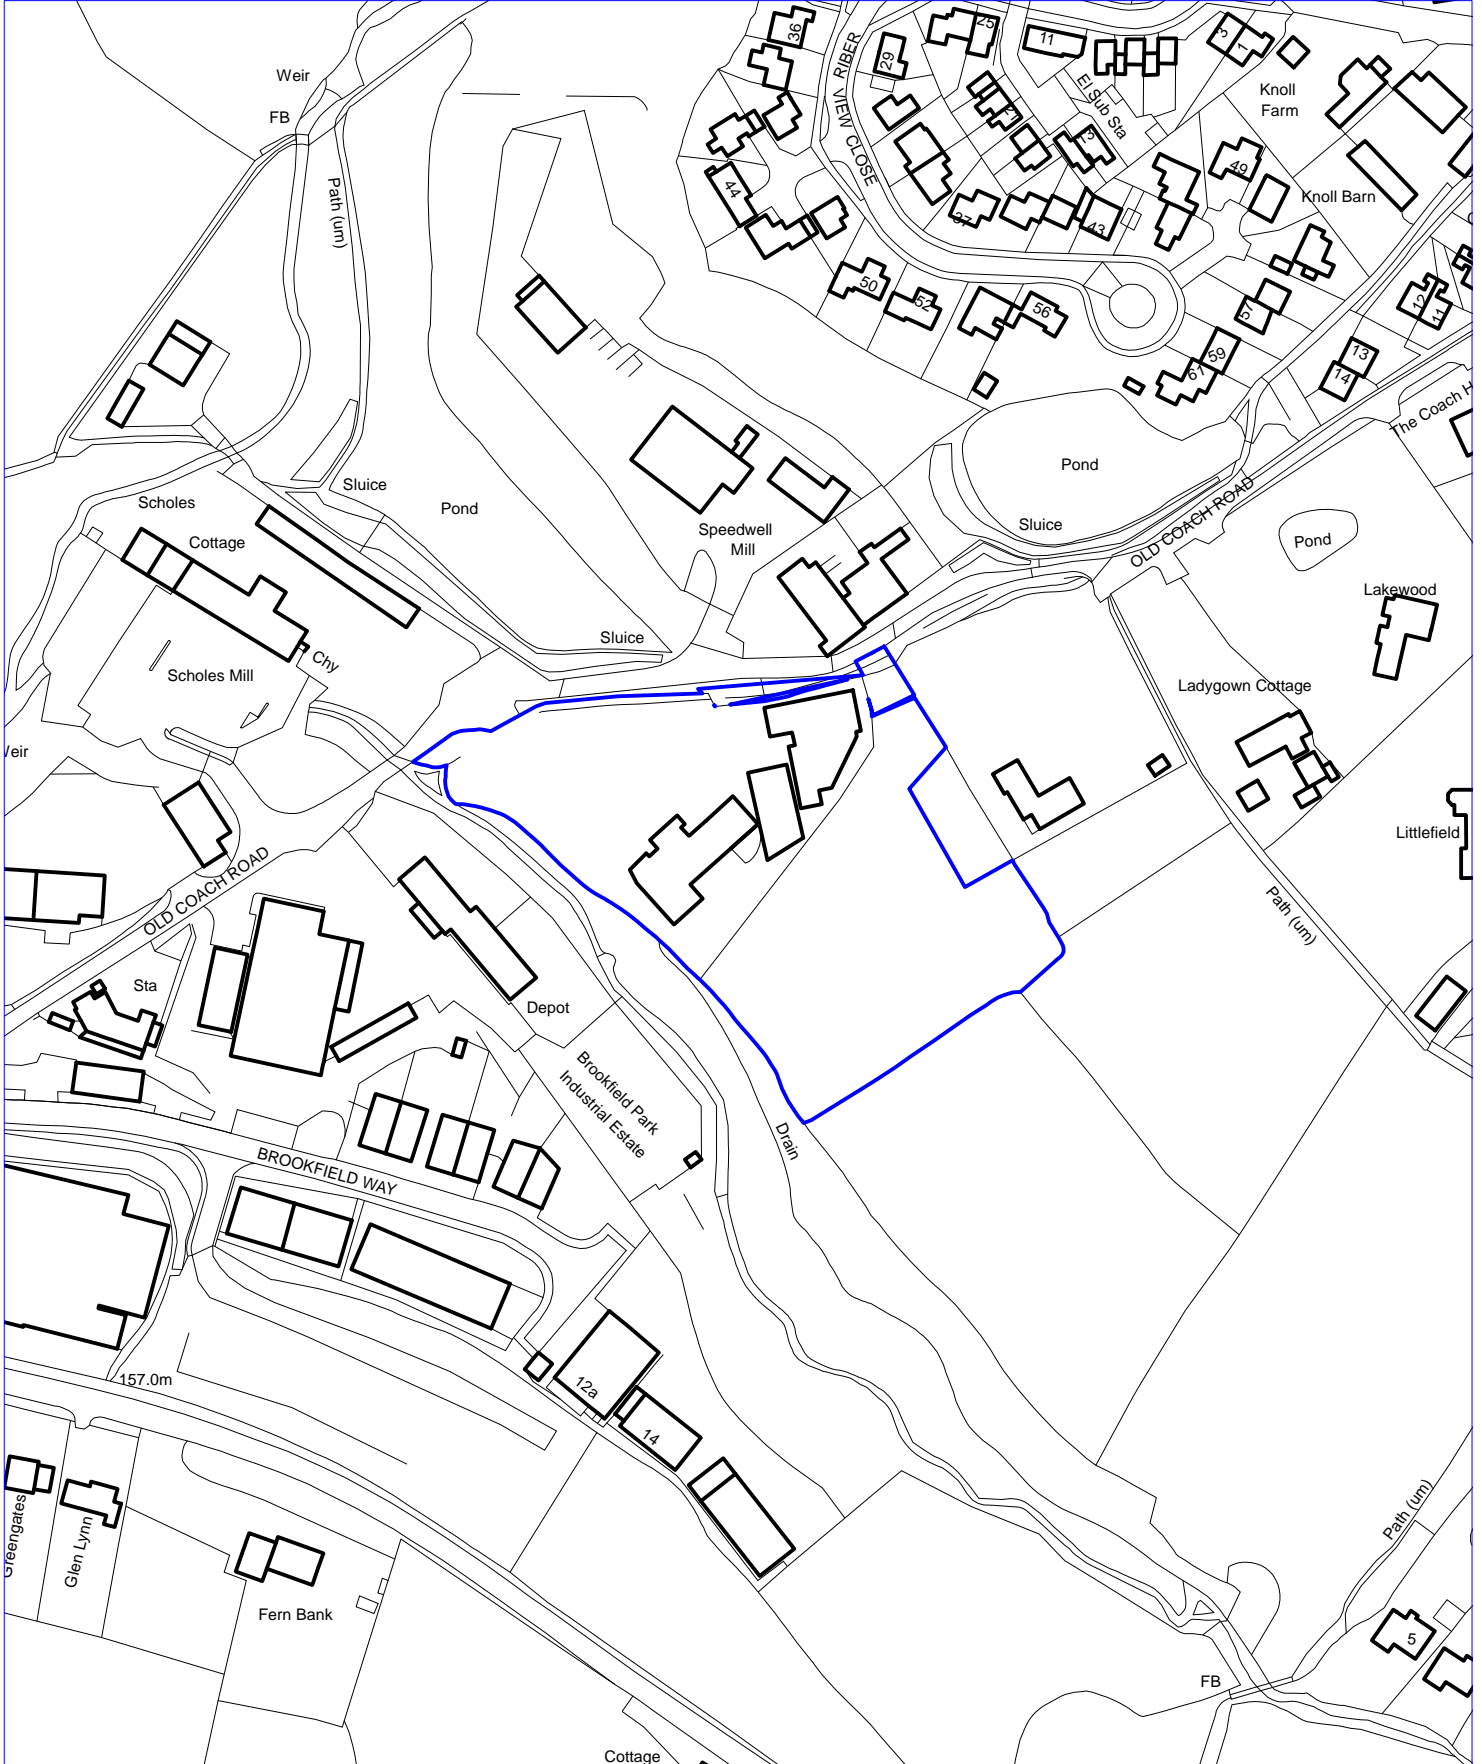 36
25
11
3
1
29
RIBER
VIEW CLOSE
El Sub Sta
21
13
Knoll
Farm
Weir
FB
Path (um)
44
49
Knoll Barn
37
43
50
52
56
57
59
61
12
11
13
14
The Coach H
Sluice
Pond
Scholes
Cottage
Speedwell
Mill
Pond
Sluice
OLD COACH ROAD
Pond
Lakewood
Sluice
Chy
Scholes Mill
Ladygown Cottage
Weir
Littlefield
OLD COACH ROAD
Path (um)
Sta
Depot
Brookfield Park
Industrial Estate
Drain
BROOKFIELD WAY
157.0m
12a
14
Greengates
Glen Lynn
Fern Bank
Path (um)
5
FB
Cottage